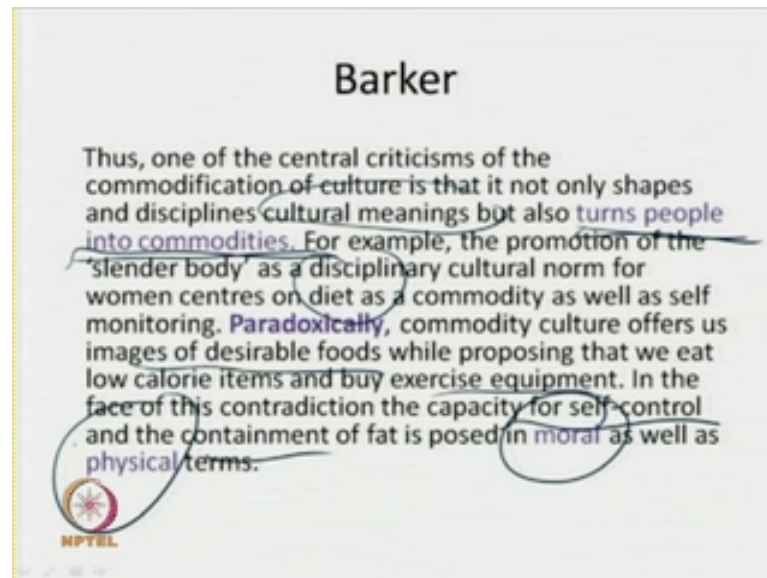 Barker
Thus, one of the central criticisms of the
commodification of culture is that it not only shapes
and disciplines cultural meanings but also turns people
into commodities. For example, the promotion of the
‘slender body’ as a disciplinary cultural norm for
women centres on diet as a commodity as well as self
monitoring. Paradoxically, commodity culture offers us
images of desirable foods while proposing that we eat
low calorie items and buy exercise equipment. In the
face of this contradiction the capacity for self-control
and the containment of fat is posed in moral as well as
physical terms.
NPTEL